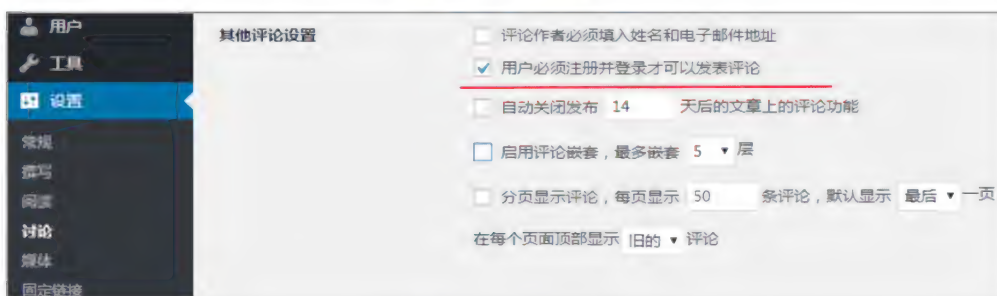 用户
工具
设置
常规
撰写
阅读
讨论
媒体
固定链接
其他评论设置
评论作者必须填入姓名和电子邮件地址
用户必须注册并登录才可以发表评论
自动关闭发布 14 天后的文章上的评论功能
启用评论嵌套，最多嵌套 5 层
分页显示评论，每页显示 50 条评论，默认显示 最后 一页
在每个页面顶部显示 旧的 评论